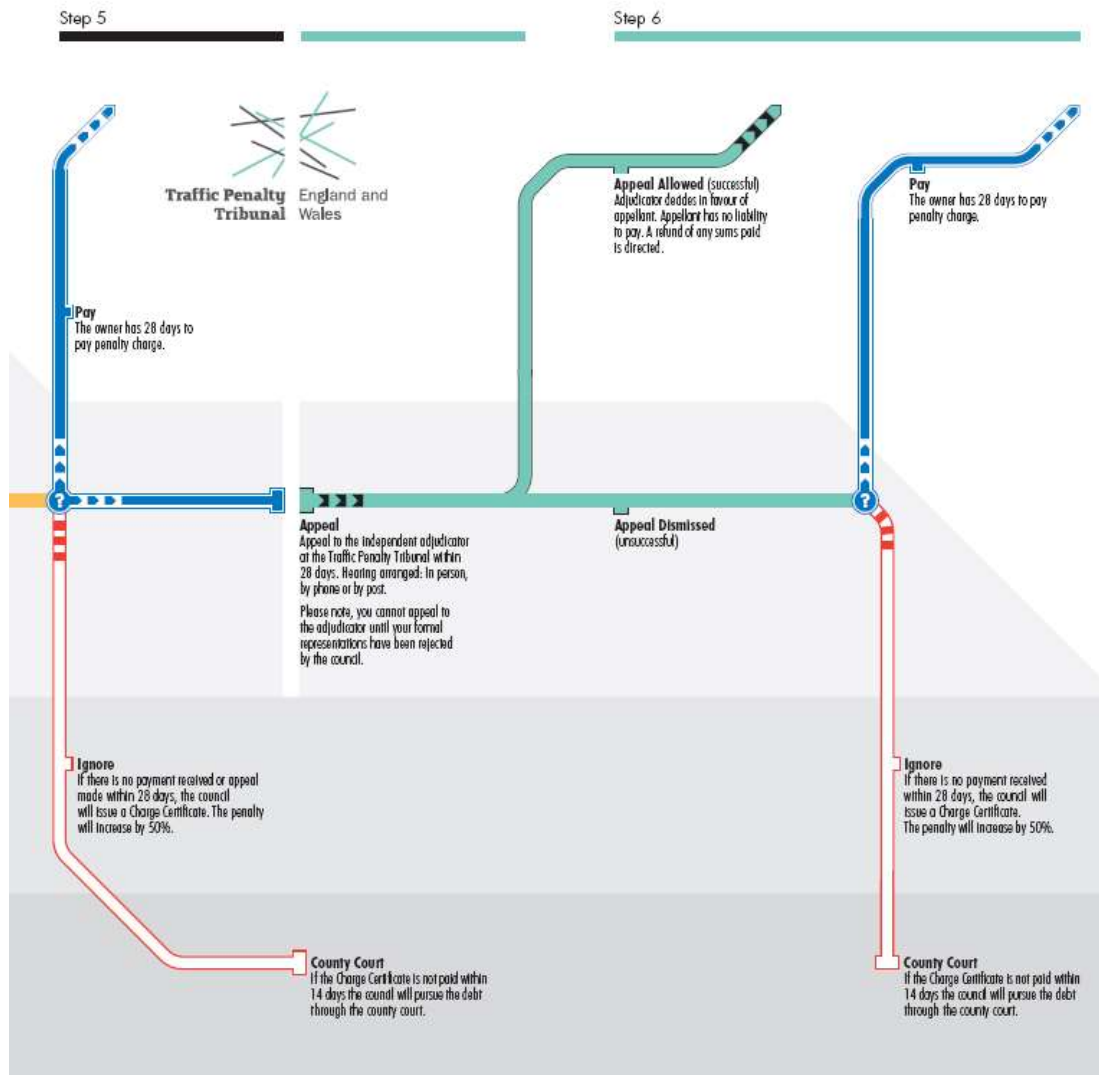 Step 5
Step 6
Traffic Penalty
Tribunal
England and
Wales
Appeal Allowed (successful)
Adjudicator decides in favour of
appellant. Appellant has no liability
to pay. A refund of any sums paid
is directed.
Pay
The owner has 28 days to pay
penalty charge.
Pay
The owner has 28 days to
pay penalty charge.
?
?
Appeal
Appeal to the independent adjudicator
at the Traffic Penalty Tribunal within
28 days. Hearing arranged: in person,
by phone or by post.
Please note, you cannot appeal to
the adjudicator until your formal
representations have been rejected
by the council.
Appeal Dismissed
(unsuccessful)
Ignore
If there is no payment received or appeal
made within 28 days, the council
will issue a Charge Certificate. The penalty
will increase by 50%.
Ignore
If there is no payment received
within 28 days, the council will
issue a Charge Certificate.
The penalty will increase by 50%.
County Court
If the Charge Certificate is not paid within
14 days the council will pursue the debt
through the county court.
County Court
If the Charge Certificate is not paid within
14 days the council will pursue the debt
through the county court.